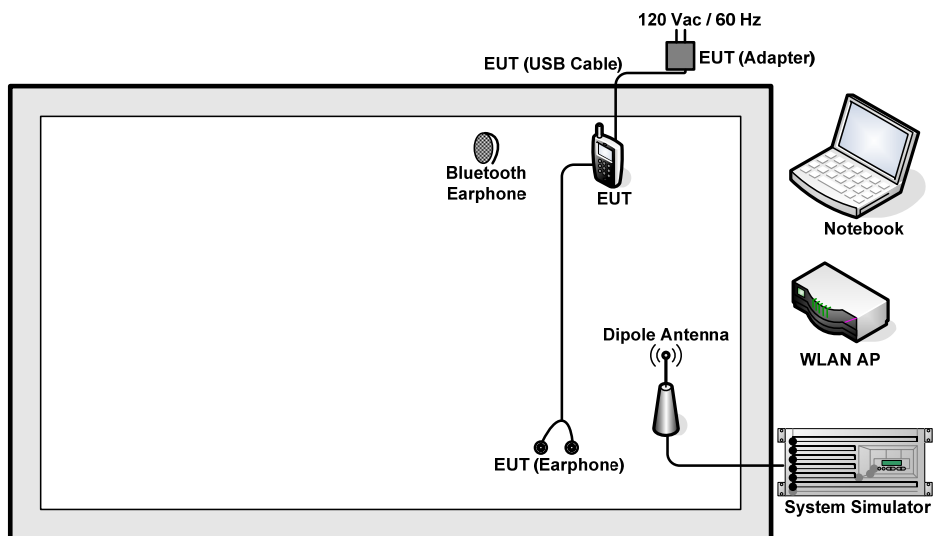 120 Vac / 60 Hz
EUT (USB Cable)
EUT (Adapter)
Bluetooth
Earphone
EUT
Notebook
Dipole Antenna
WLAN AP
EUT (Earphone)
System Simulator